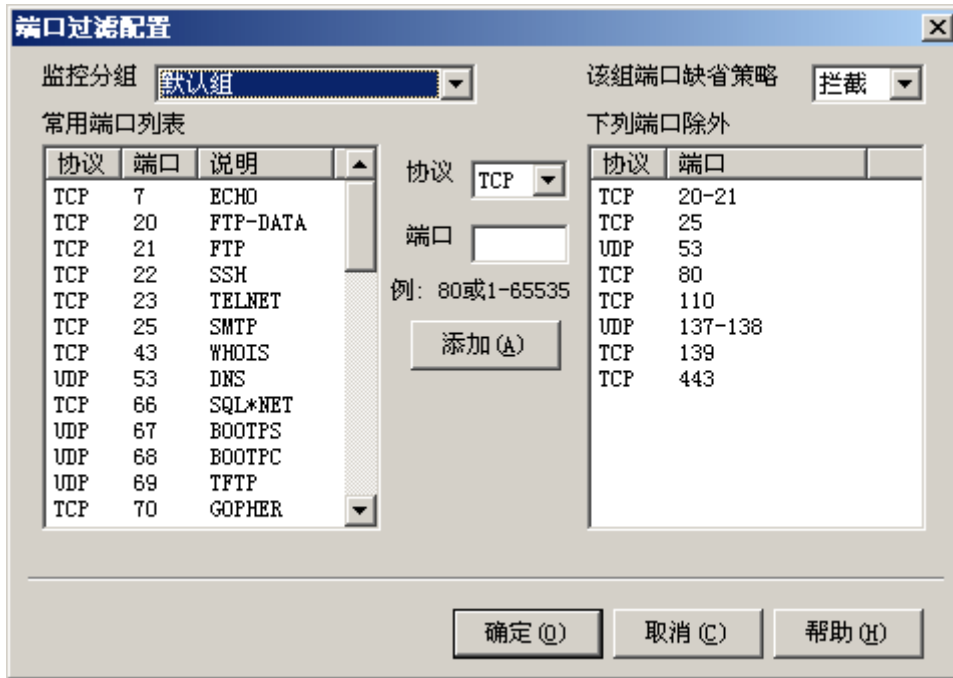 端口过滤配置
监控分组 默认组 该组端口缺省策略 拦截
常用端口列表 下列端口除外
协议 端口 说明
TCP 7 ECHO
TCP 20 FTP-DATA
TCP 21 FTP
TCP 22 SSH
TCP 23 TELNET
TCP 25 SMTP
TCP 43 WHOIS
UDP 53 DNS
TCP 66 SQL*NET
UDP 67 BOOTPS
UDP 68 BOOTPC
UDP 69 TFTP
TCP 70 GOPHER
协议 TCP
端口
例: 80或1-65535
添加(A)
协议 端口
TCP 20-21
TCP 25
UDP 53
TCP 80
TCP 110
UDP 137-138
TCP 139
TCP 443
确定(O) 取消(C) 帮助(H)